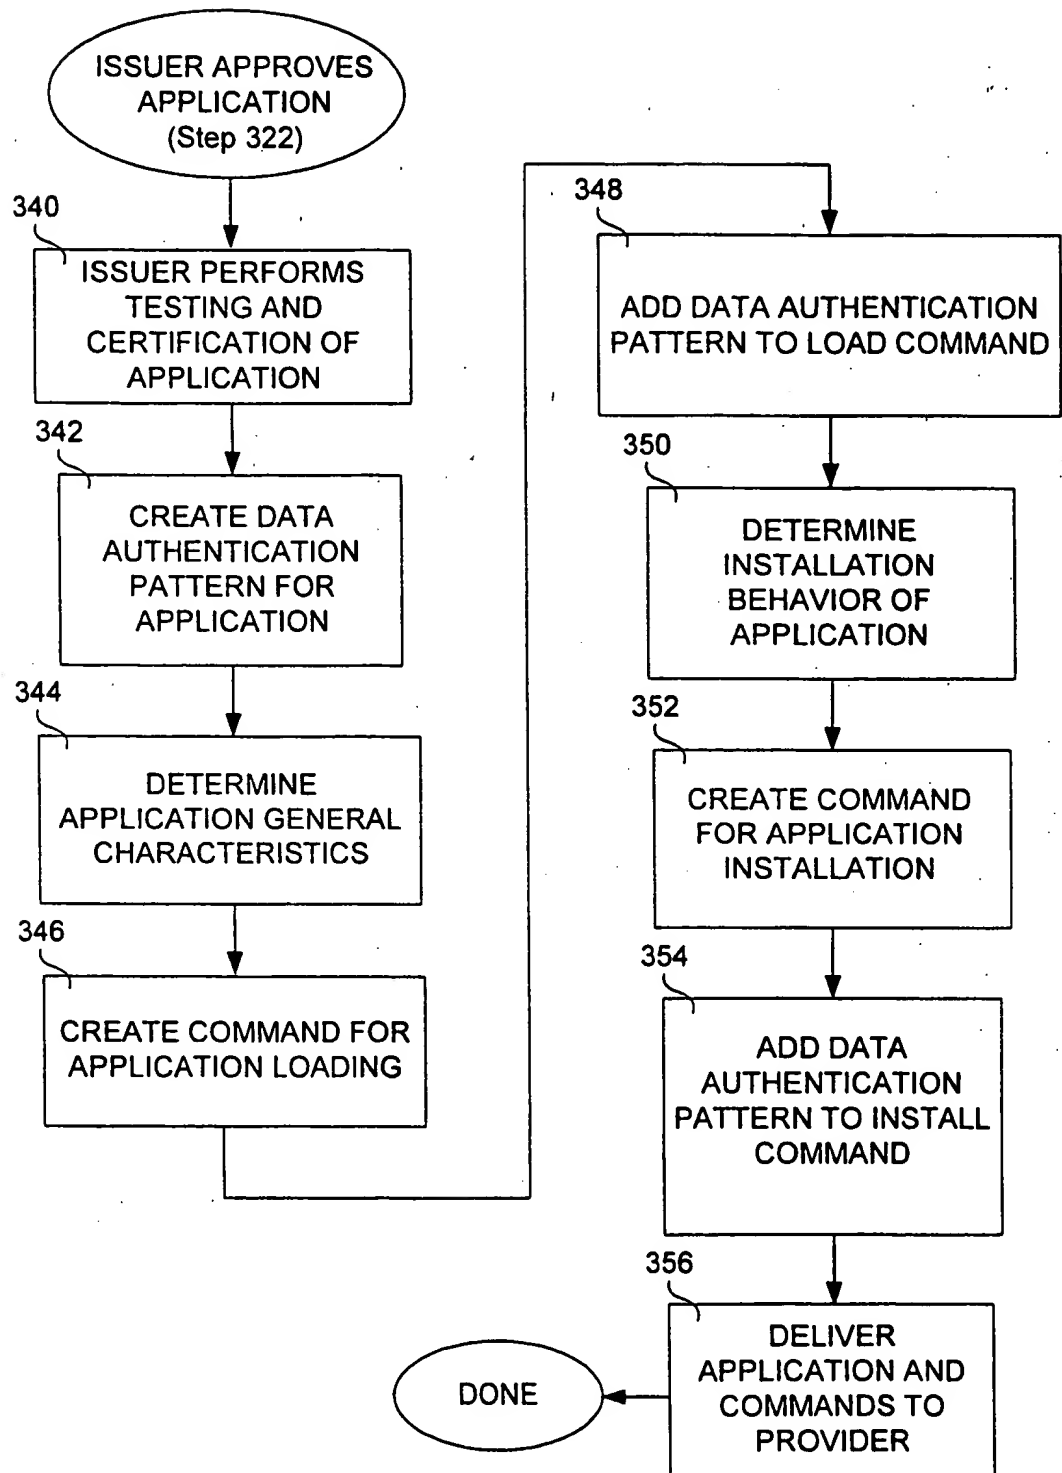 ISSUER APPROVES
APPLICATION
(Step 322)
340
ISSUER PERFORMS
TESTING AND
CERTIFICATION OF
APPLICATION
342
CREATE DATA
AUTHENTICATION
PATTERN FOR
APPLICATION
344
DETERMINE
APPLICATION GENERAL
CHARACTERISTICS
346
CREATE COMMAND FOR
APPLICATION LOADING
348
ADD DATA AUTHENTICATION
PATTERN TO LOAD COMMAND
350
DETERMINE
INSTALLATION
BEHAVIOR OF
APPLICATION
352
CREATE COMMAND
FOR APPLICATION
INSTALLATION
354
ADD DATA
AUTHENTICATION
PATTERN TO INSTALL
COMMAND
356
DELIVER
APPLICATION AND
COMMANDS TO
PROVIDER
DONE